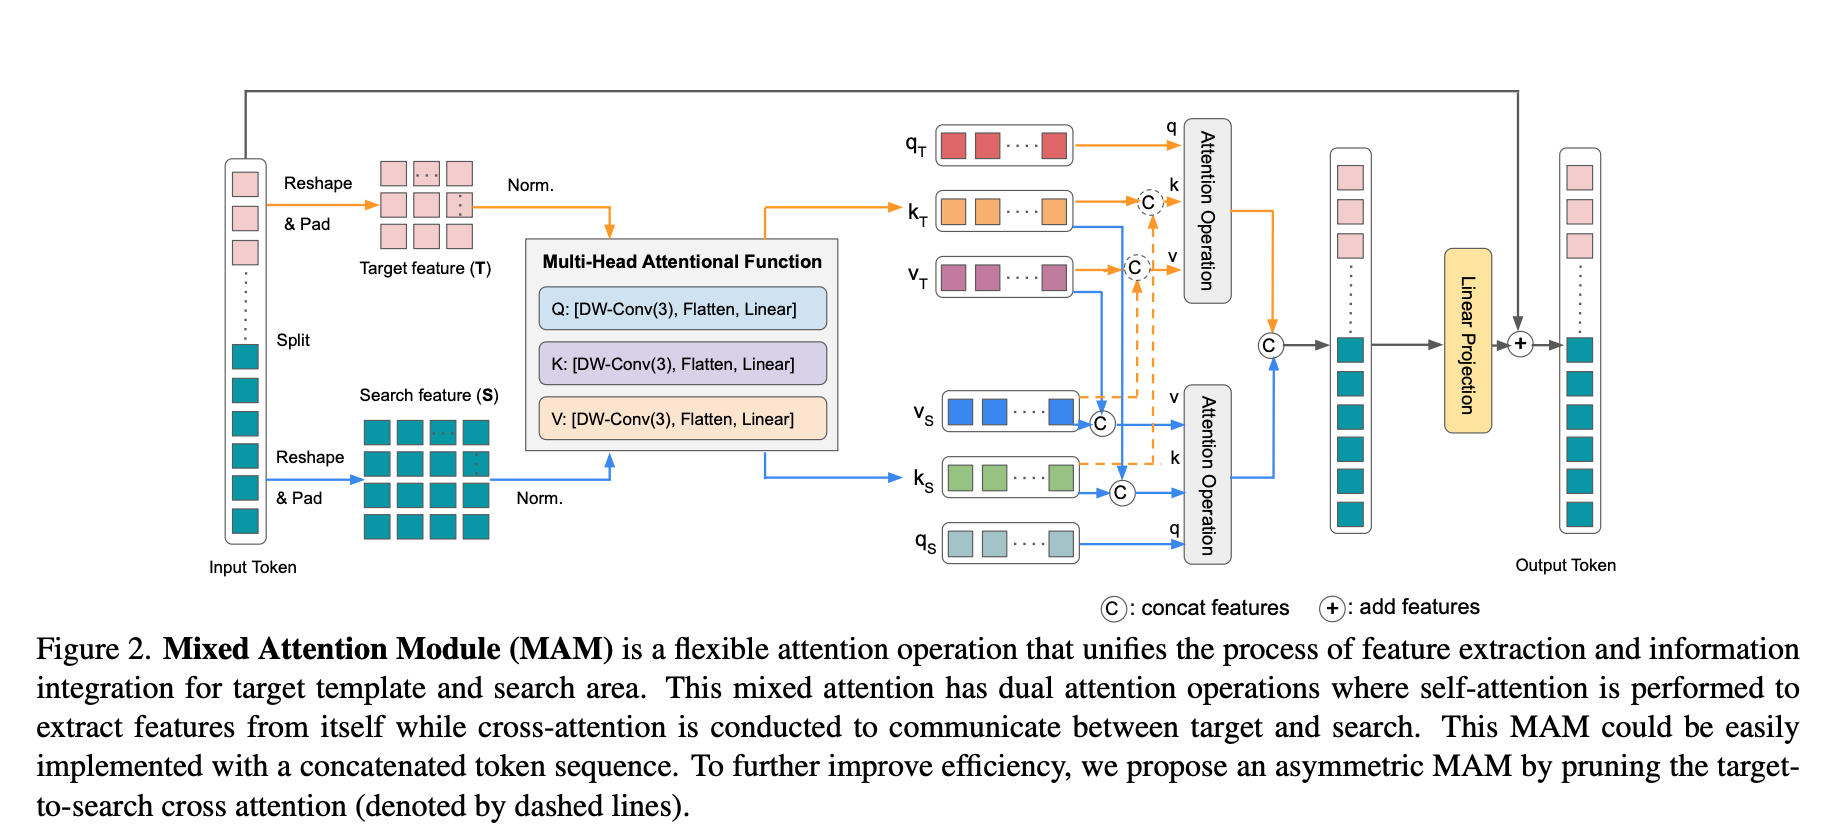 Reshape
& Pad
Norm.
Target feature (T)
Split
Search feature (S)
Reshape
& Pad
Norm.
Input Token
Multi-Head Attentional Function
Q: [DW-Conv(3), Flatten, Linear]
K: [DW-Conv(3), Flatten, Linear]
V: [DW-Conv(3), Flatten, Linear]
qT
kT
vT
vS
kS
qS
C
C
C
C
q
k
v
Attention Operation
v
k
q
Attention Operation
C
Linear Projection
+
Output Token
C : concat features
+ : add features
Figure 2. Mixed Attention Module (MAM) is a flexible attention operation that unifies the process of feature extraction and information
integration for target template and search area. This mixed attention has dual attention operations where self-attention is performed to
extract features from itself while cross-attention is conducted to communicate between target and search. This MAM could be easily
implemented with a concatenated token sequence. To further improve efficiency, we propose an asymmetric MAM by pruning the target-
to-search cross attention (denoted by dashed lines).